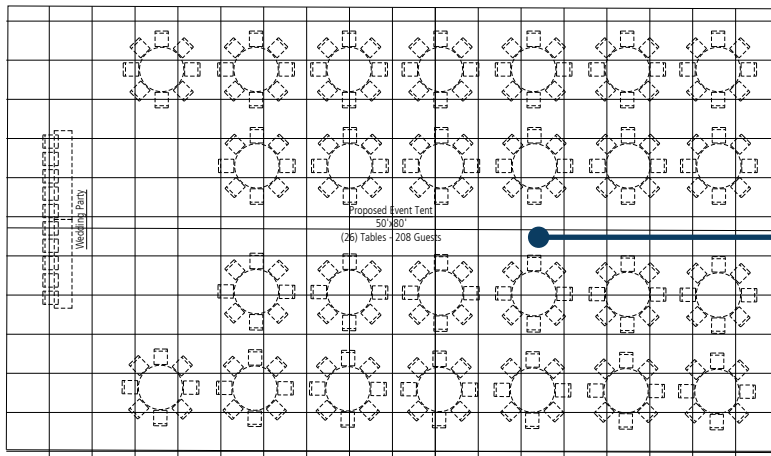 Wedding Party
Proposed Event Tent
50'x80'
(26) Tables - 208 Guests